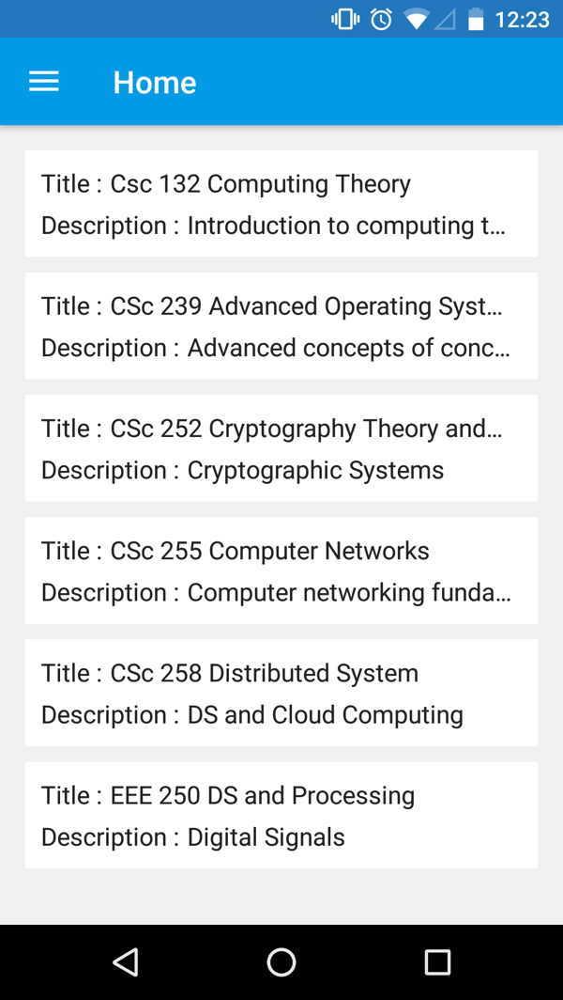 12:23
Home
Title : Csc 132 Computing Theory
Description : Introduction to computing t...
Title : CSc 239 Advanced Operating Syst...
Description : Advanced concepts of conc...
Title : CSc 252 Cryptography Theory and...
Description : Cryptographic Systems
Title : CSc 255 Computer Networks
Description : Computer networking funda...
Title : CSc 258 Distributed System
Description : DS and Cloud Computing
Title : EEE 250 DS and Processing
Description : Digital Signals